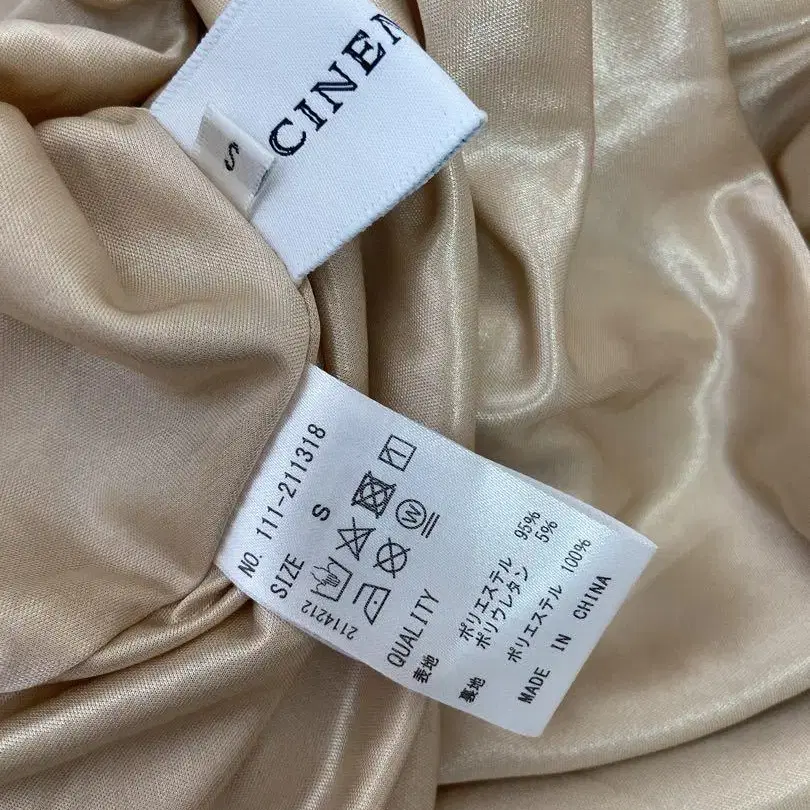 CINEM
S
NO. 111-211318
SIZE S
W
2114212
QUALITY
表地 ポリエステル 95%
ポリウレタン 5%
裏地 ポリエステル 100%
MADE IN CHINA